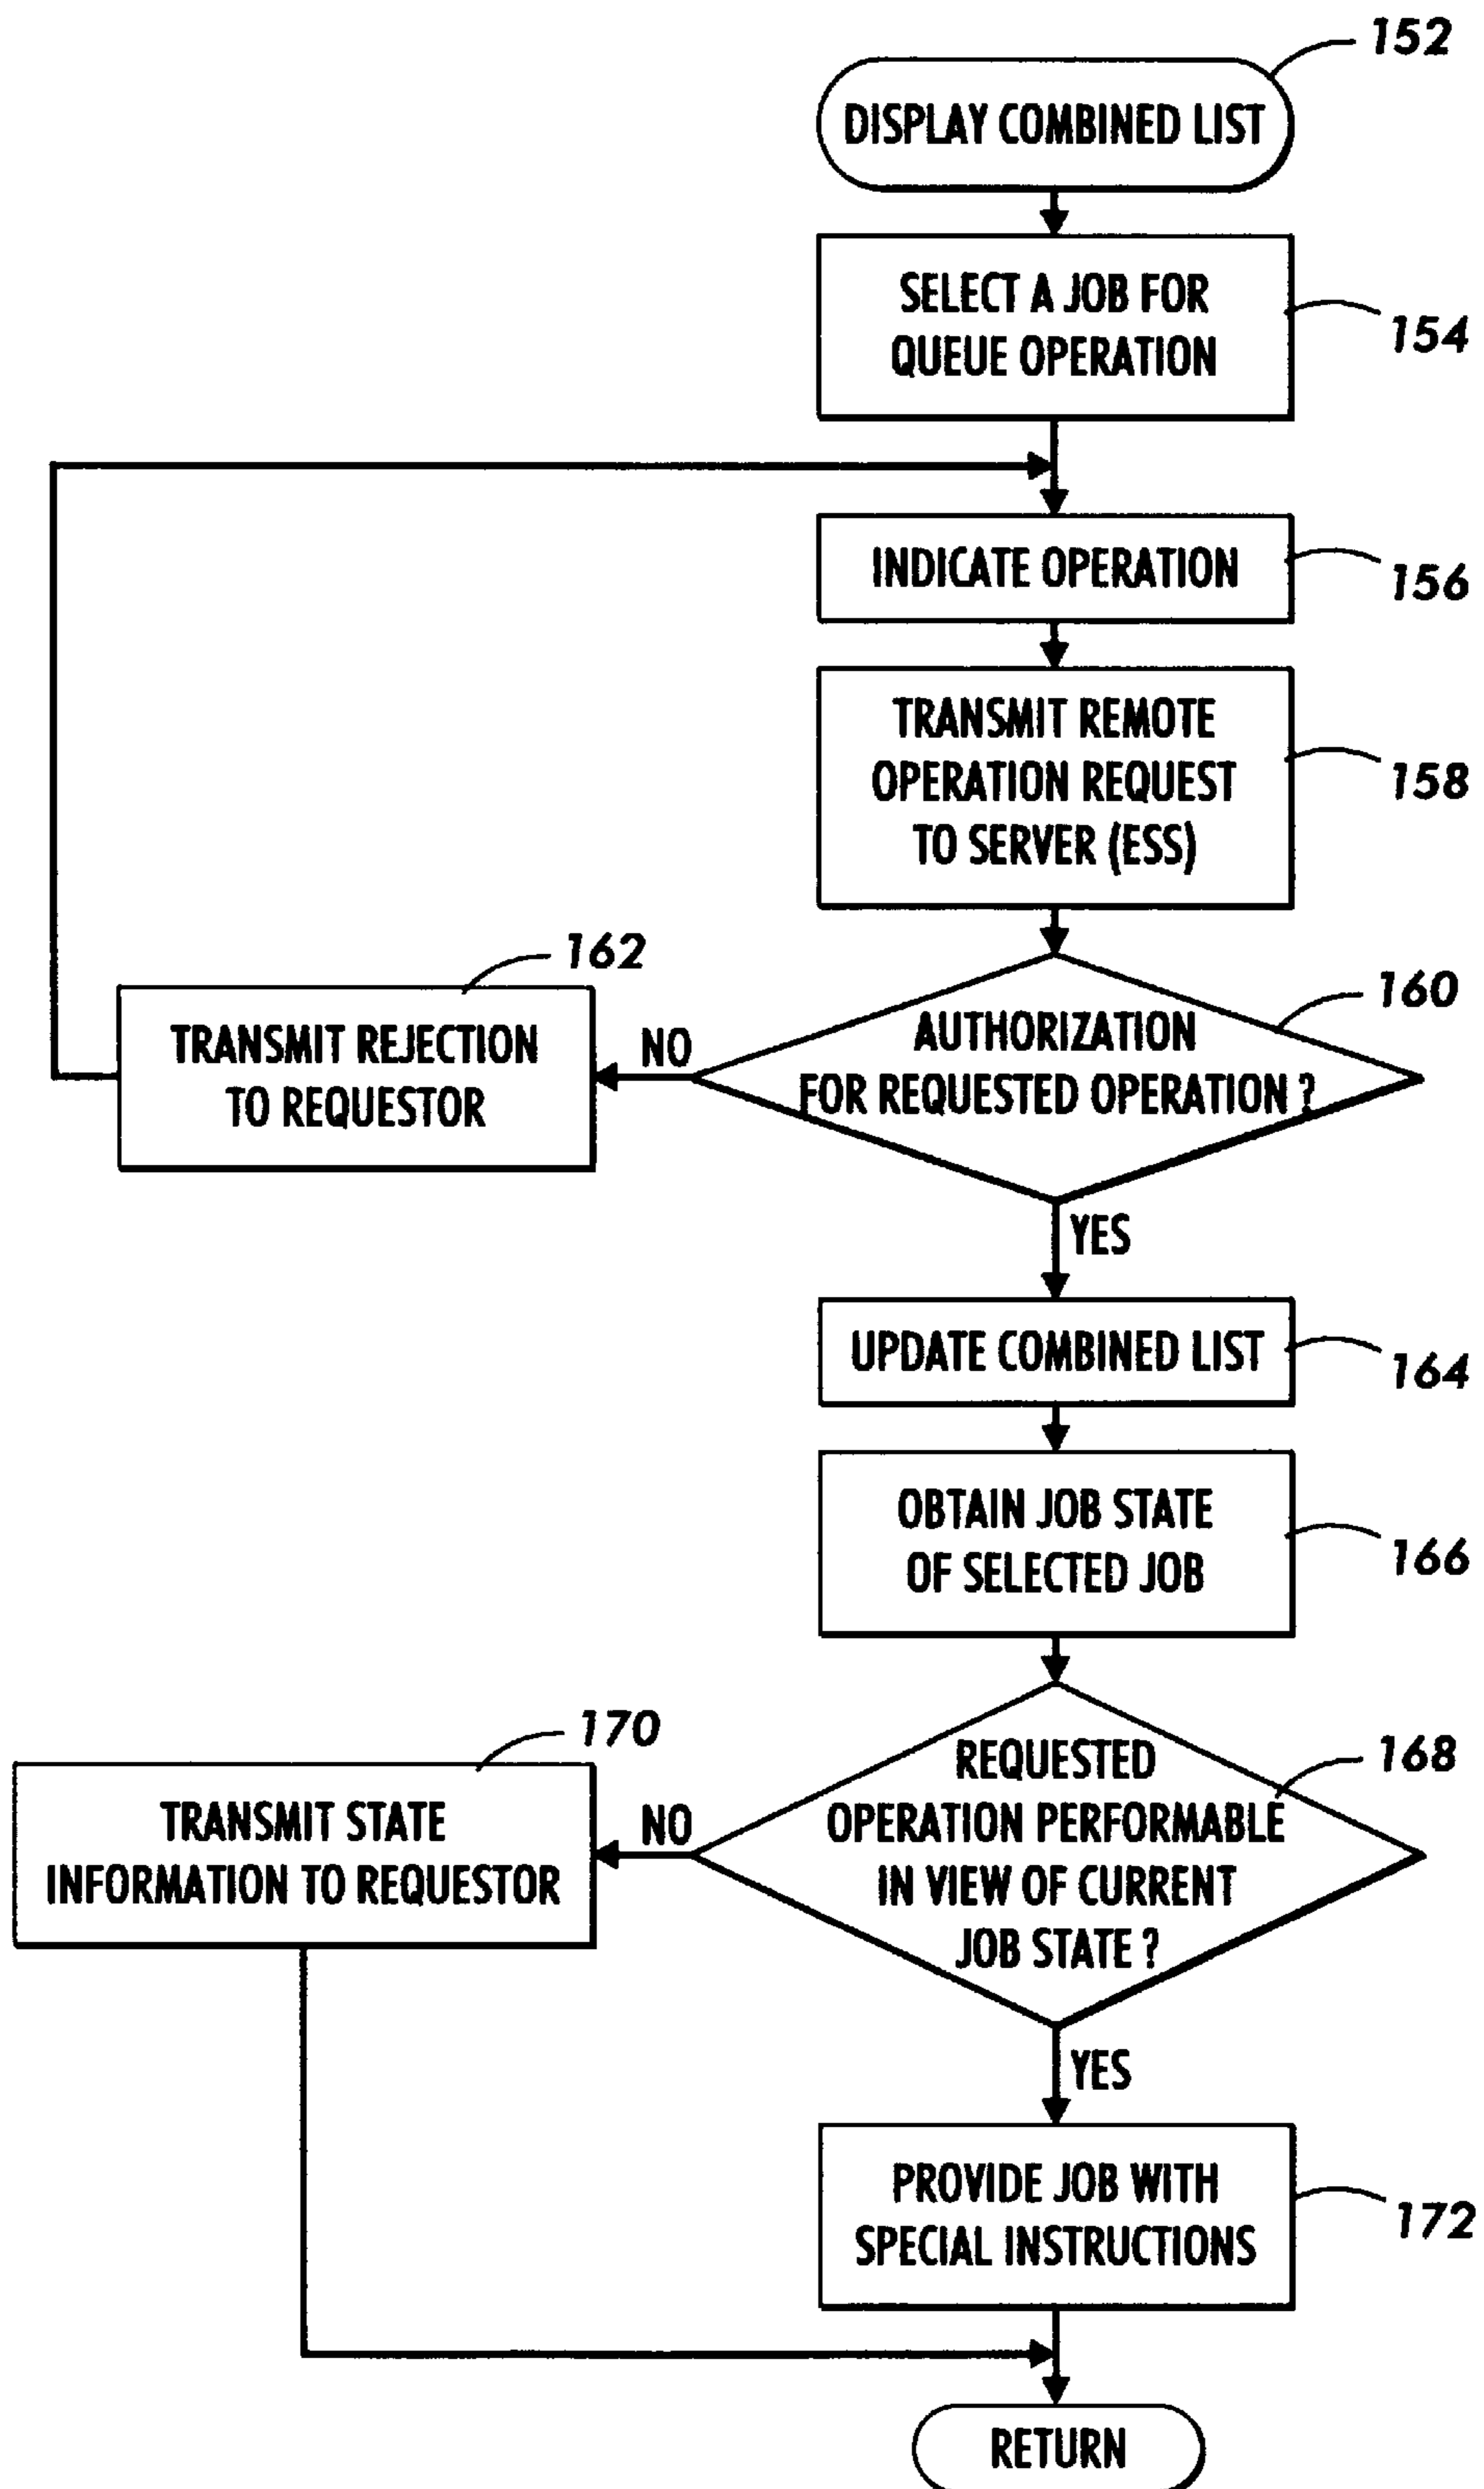 152
DISPLAY COMBINED LIST
SELECT A JOB FOR
QUEUE OPERATION
154
INDICATE OPERATION
156
TRANSMIT REMOTE
OPERATION REQUEST
TO SERVER (ESS)
158
160
AUTHORIZATION
FOR REQUESTED OPERATION ?
NO
162
TRANSMIT REJECTION
TO REQUESTOR
YES
UPDATE COMBINED LIST
164
OBTAIN JOB STATE
OF SELECTED JOB
166
168
REQUESTED
OPERATION PERFORMABLE
IN VIEW OF CURRENT
JOB STATE ?
NO
170
TRANSMIT STATE
INFORMATION TO REQUESTOR
YES
PROVIDE JOB WITH
SPECIAL INSTRUCTIONS
172
RETURN